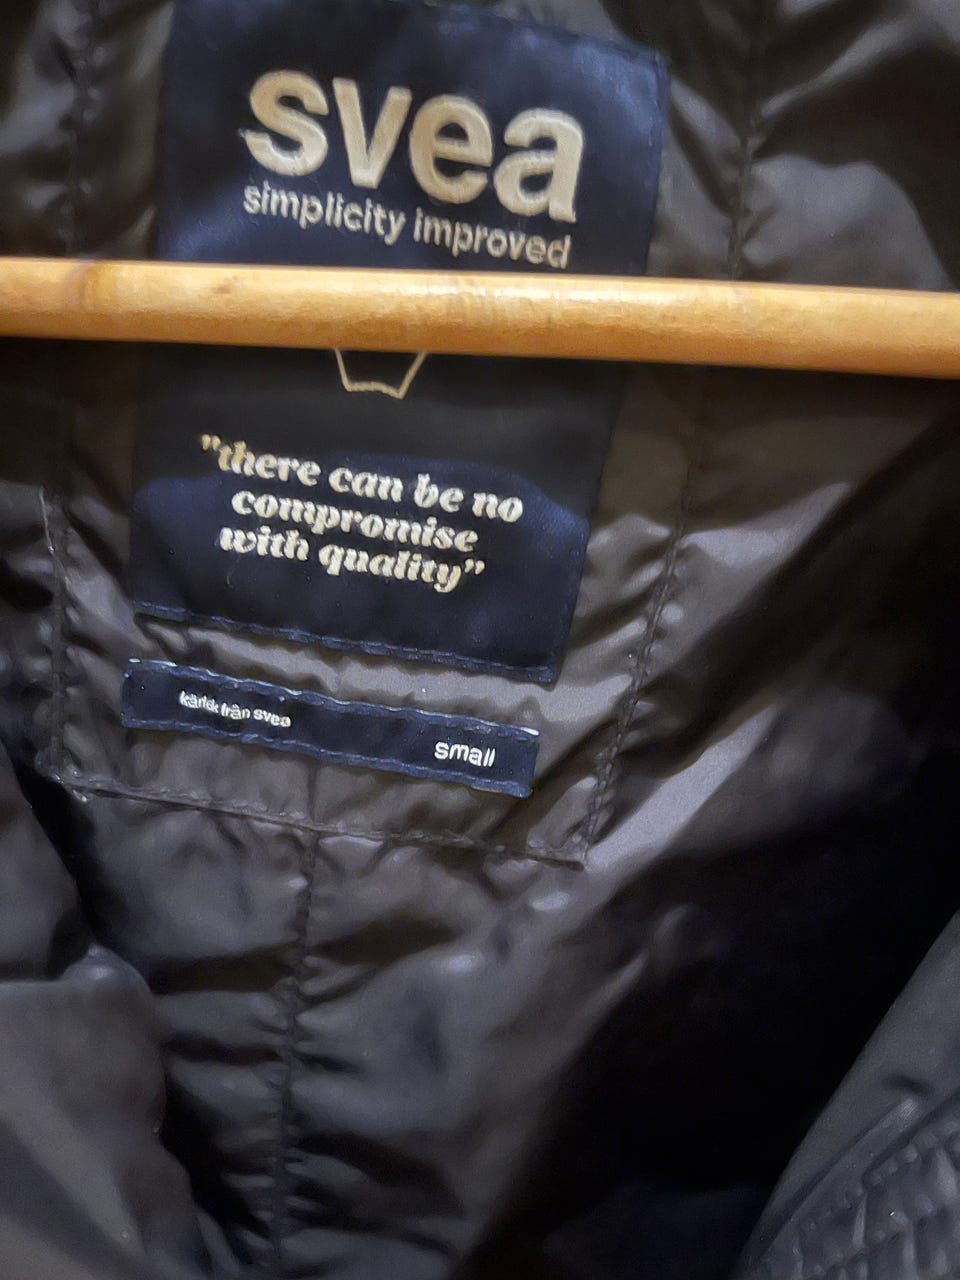 svea
simplicity improved
"there can be no
compromise
with quality”
kärlek från svea
small